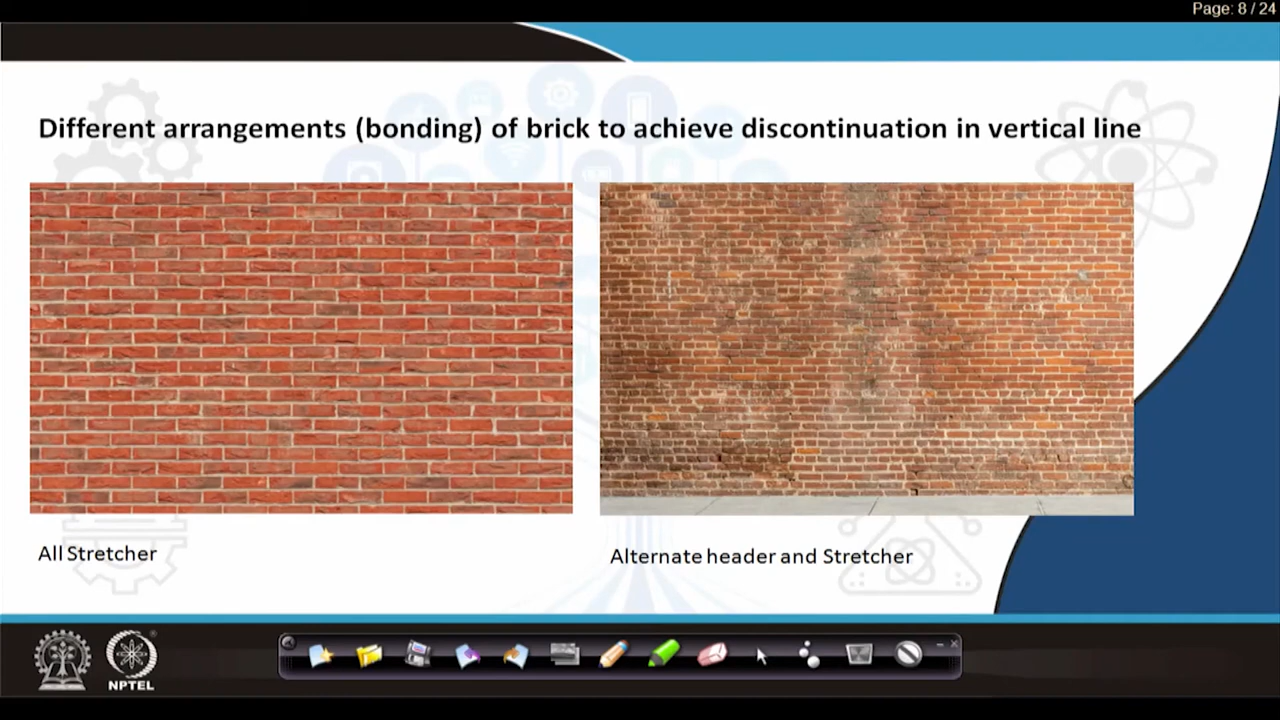 Page: 8 / 24
Different arrangements (bonding) of brick to achieve discontinuation in vertical line
All Stretcher
Alternate header and Stretcher
NPTEL